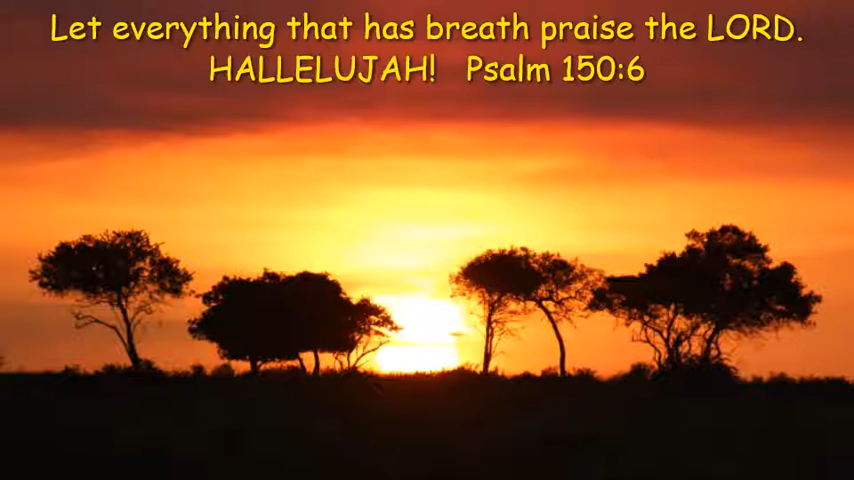 Let everything that has breath praise the LORD.
HALLELUJAH! Psalm 150:6